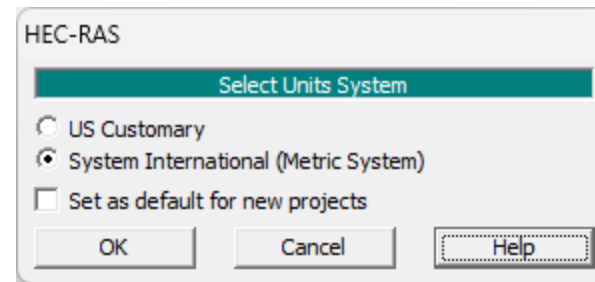 HEC-RAS
Select Units System
US Customary
System International (Metric System)
Set as default for new projects
OK Cancel Help